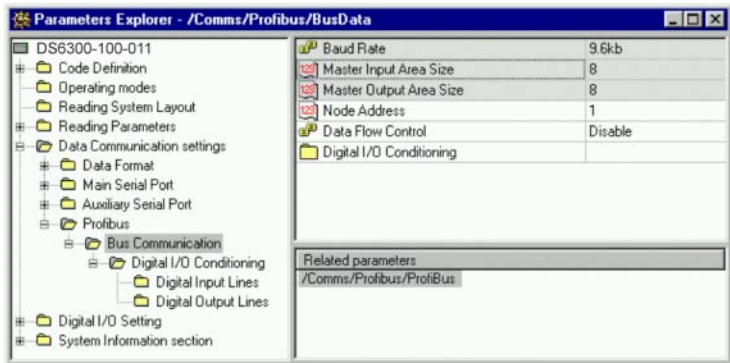 Parameters Explorer - /Comms/Profibus/BusData
DS6300-100-011
Code Definition
Operating modes
Reading System Layout
Reading Parameters
Data Communication settings
Data Format
Main Serial Port
Auxiliary Serial Port
Profibus
Bus Communication
Digital I/O Conditioning
Digital Input Lines
Digital Output Lines
Digital I/O Setting
System Information section
Baud Rate 9.6kb
123 Master Input Area Size 8
123 Master Output Area Size 8
123 Node Address 1
Data Flow Control Disable
Digital I/O Conditioning
Related parameters
/Comms/Profibus/ProfiBus